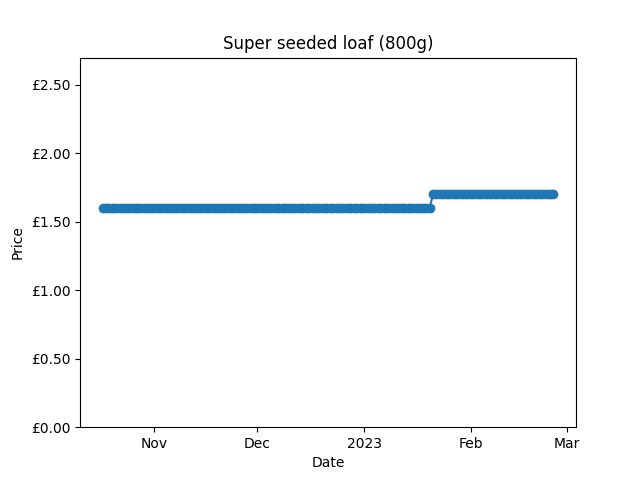 Super seeded loaf (800g)
£2.50
£2.00
£1.50
£1.00
£0.50
£0.00
Price
Nov Dec 2023 Feb Mar
Date